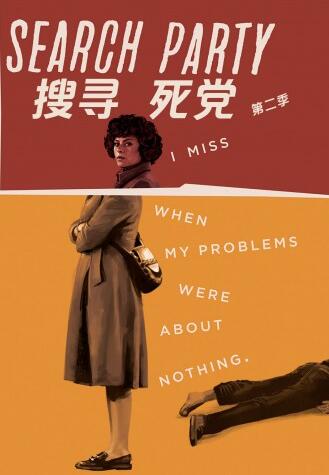 SEARCH PARTY
搜寻 死党 第二季
I MISS
WHEN
MY PROBLEMS
WERE
ABOUT
NOTHING.